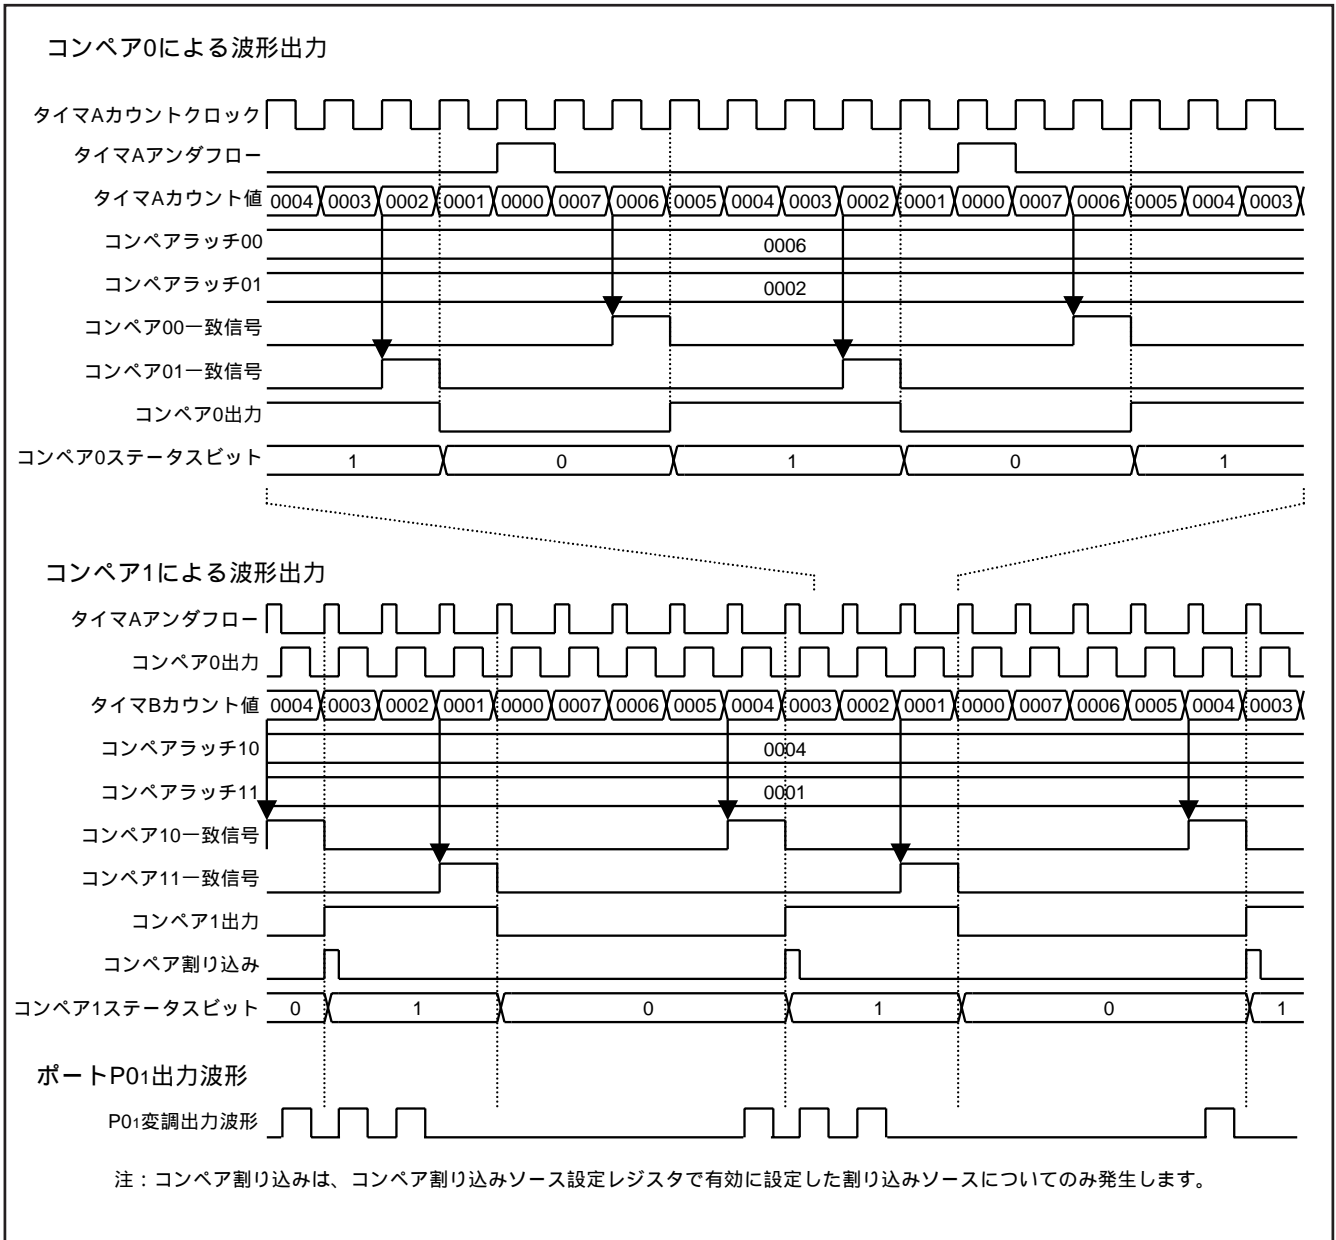 コンペア0による波形出力
タイマAカウントクロック
タイマAアンダフロー
タイマAカウント値 0004 0003 0002 0001 0000 0007 0006 0005 0004 0003 0002 0001 0000 0007 0006 0005 0004 0003
コンペアラッチ00 0006
コンペアラッチ01 0002
コンペア00一致信号
コンペア01一致信号
コンペア0出力
コンペア0ステータスビット 1 0 1 0 1
コンペア1による波形出力
タイマAアンダフロー
コンペア0出力
タイマBカウント値 0004 0003 0002 0001 0000 0007 0006 0005 0004 0003 0002 0001 0000 0007 0006 0005 0004 0003
コンペアラッチ10 0004
コンペアラッチ11 0001
コンペア10一致信号
コンペア11一致信号
コンペア1出力
コンペア割り込み
コンペア1ステータスビット 0 1 0 1 0 1
ポートP01出力波形
P01変調出力波形
注：コンペア割り込みは、コンペア割り込みソース設定レジスタで有効に設定した割り込みソースについてのみ発生します。